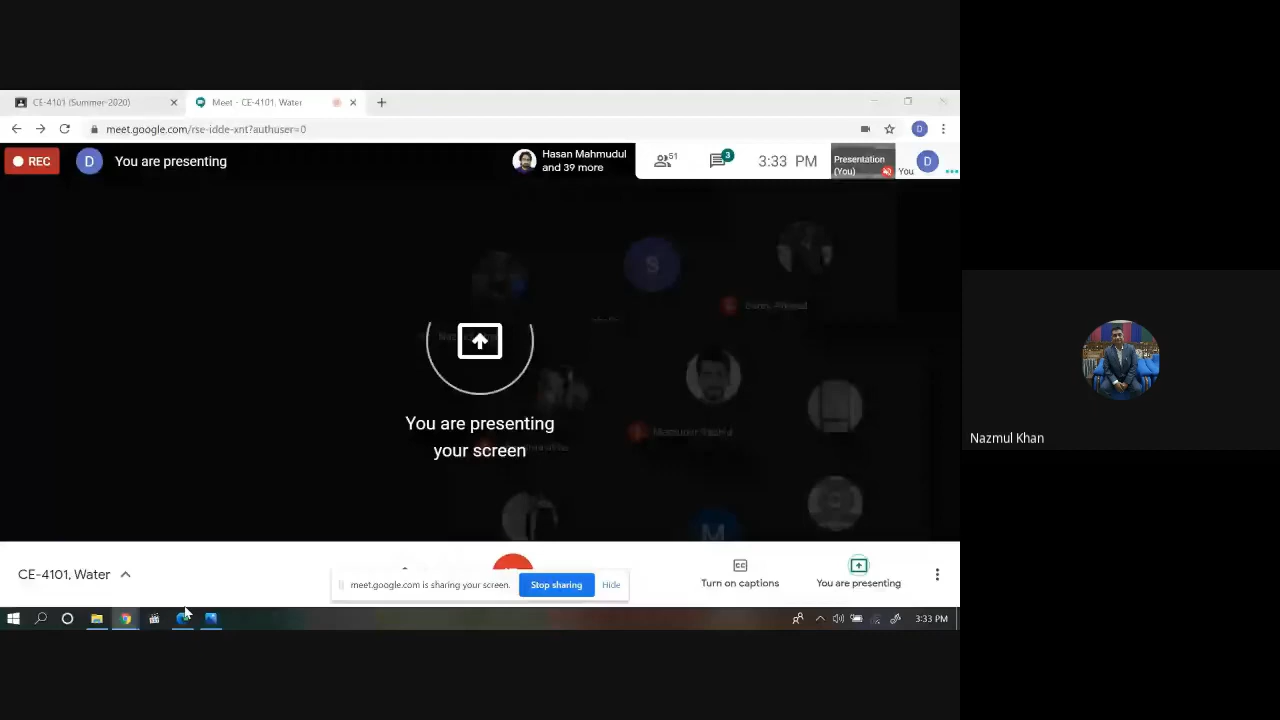 CE-4101 (Summer-2020)
Meet - CE-4101, Water
meet.google.com/rse-idde-xnt?authuser=0
REC
D
You are presenting
Hasan Mahmudul
and 39 more
51
3
3:33 PM
Presentation
(You)
You
D
S
You are presenting
your screen
M
Nazmul Khan
CE-4101, Water
meet.google.com is sharing your screen.
Stop sharing
Hide
CC
Turn on captions
You are presenting
3:33 PM